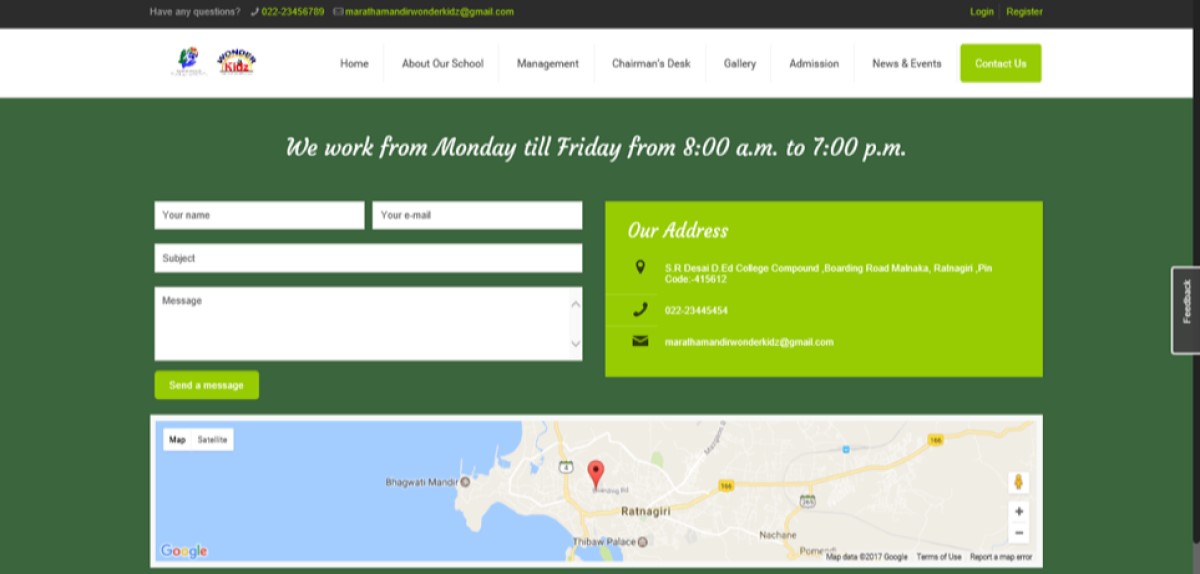 Have any questions? 022-23456789 marathamandirwonderkidz@gmail.com
Login Register
WONDER
Kidz
Home About Our School Management Chairman's Desk Gallery Admission News & Events Contact Us
We work from Monday till Friday from 8:00 a.m. to 7:00 p.m.
Your name Your e-mail
Subject
Message
Send a message
Our Address
S.R Desai D.Ed College Compound ,Boarding Road Malnaka, Ratnagiri ,Pin
Code:-415612
022-23445454
marathamandirwonderkidz@gmail.com
Feedback
Map Satellite
166
4
Bhagwati Mandir
Boarding Rd
166
Ratnagiri
Nachane
Thibaw Palace
Google
Map data ©2017 Google Terms of Use Report a map error